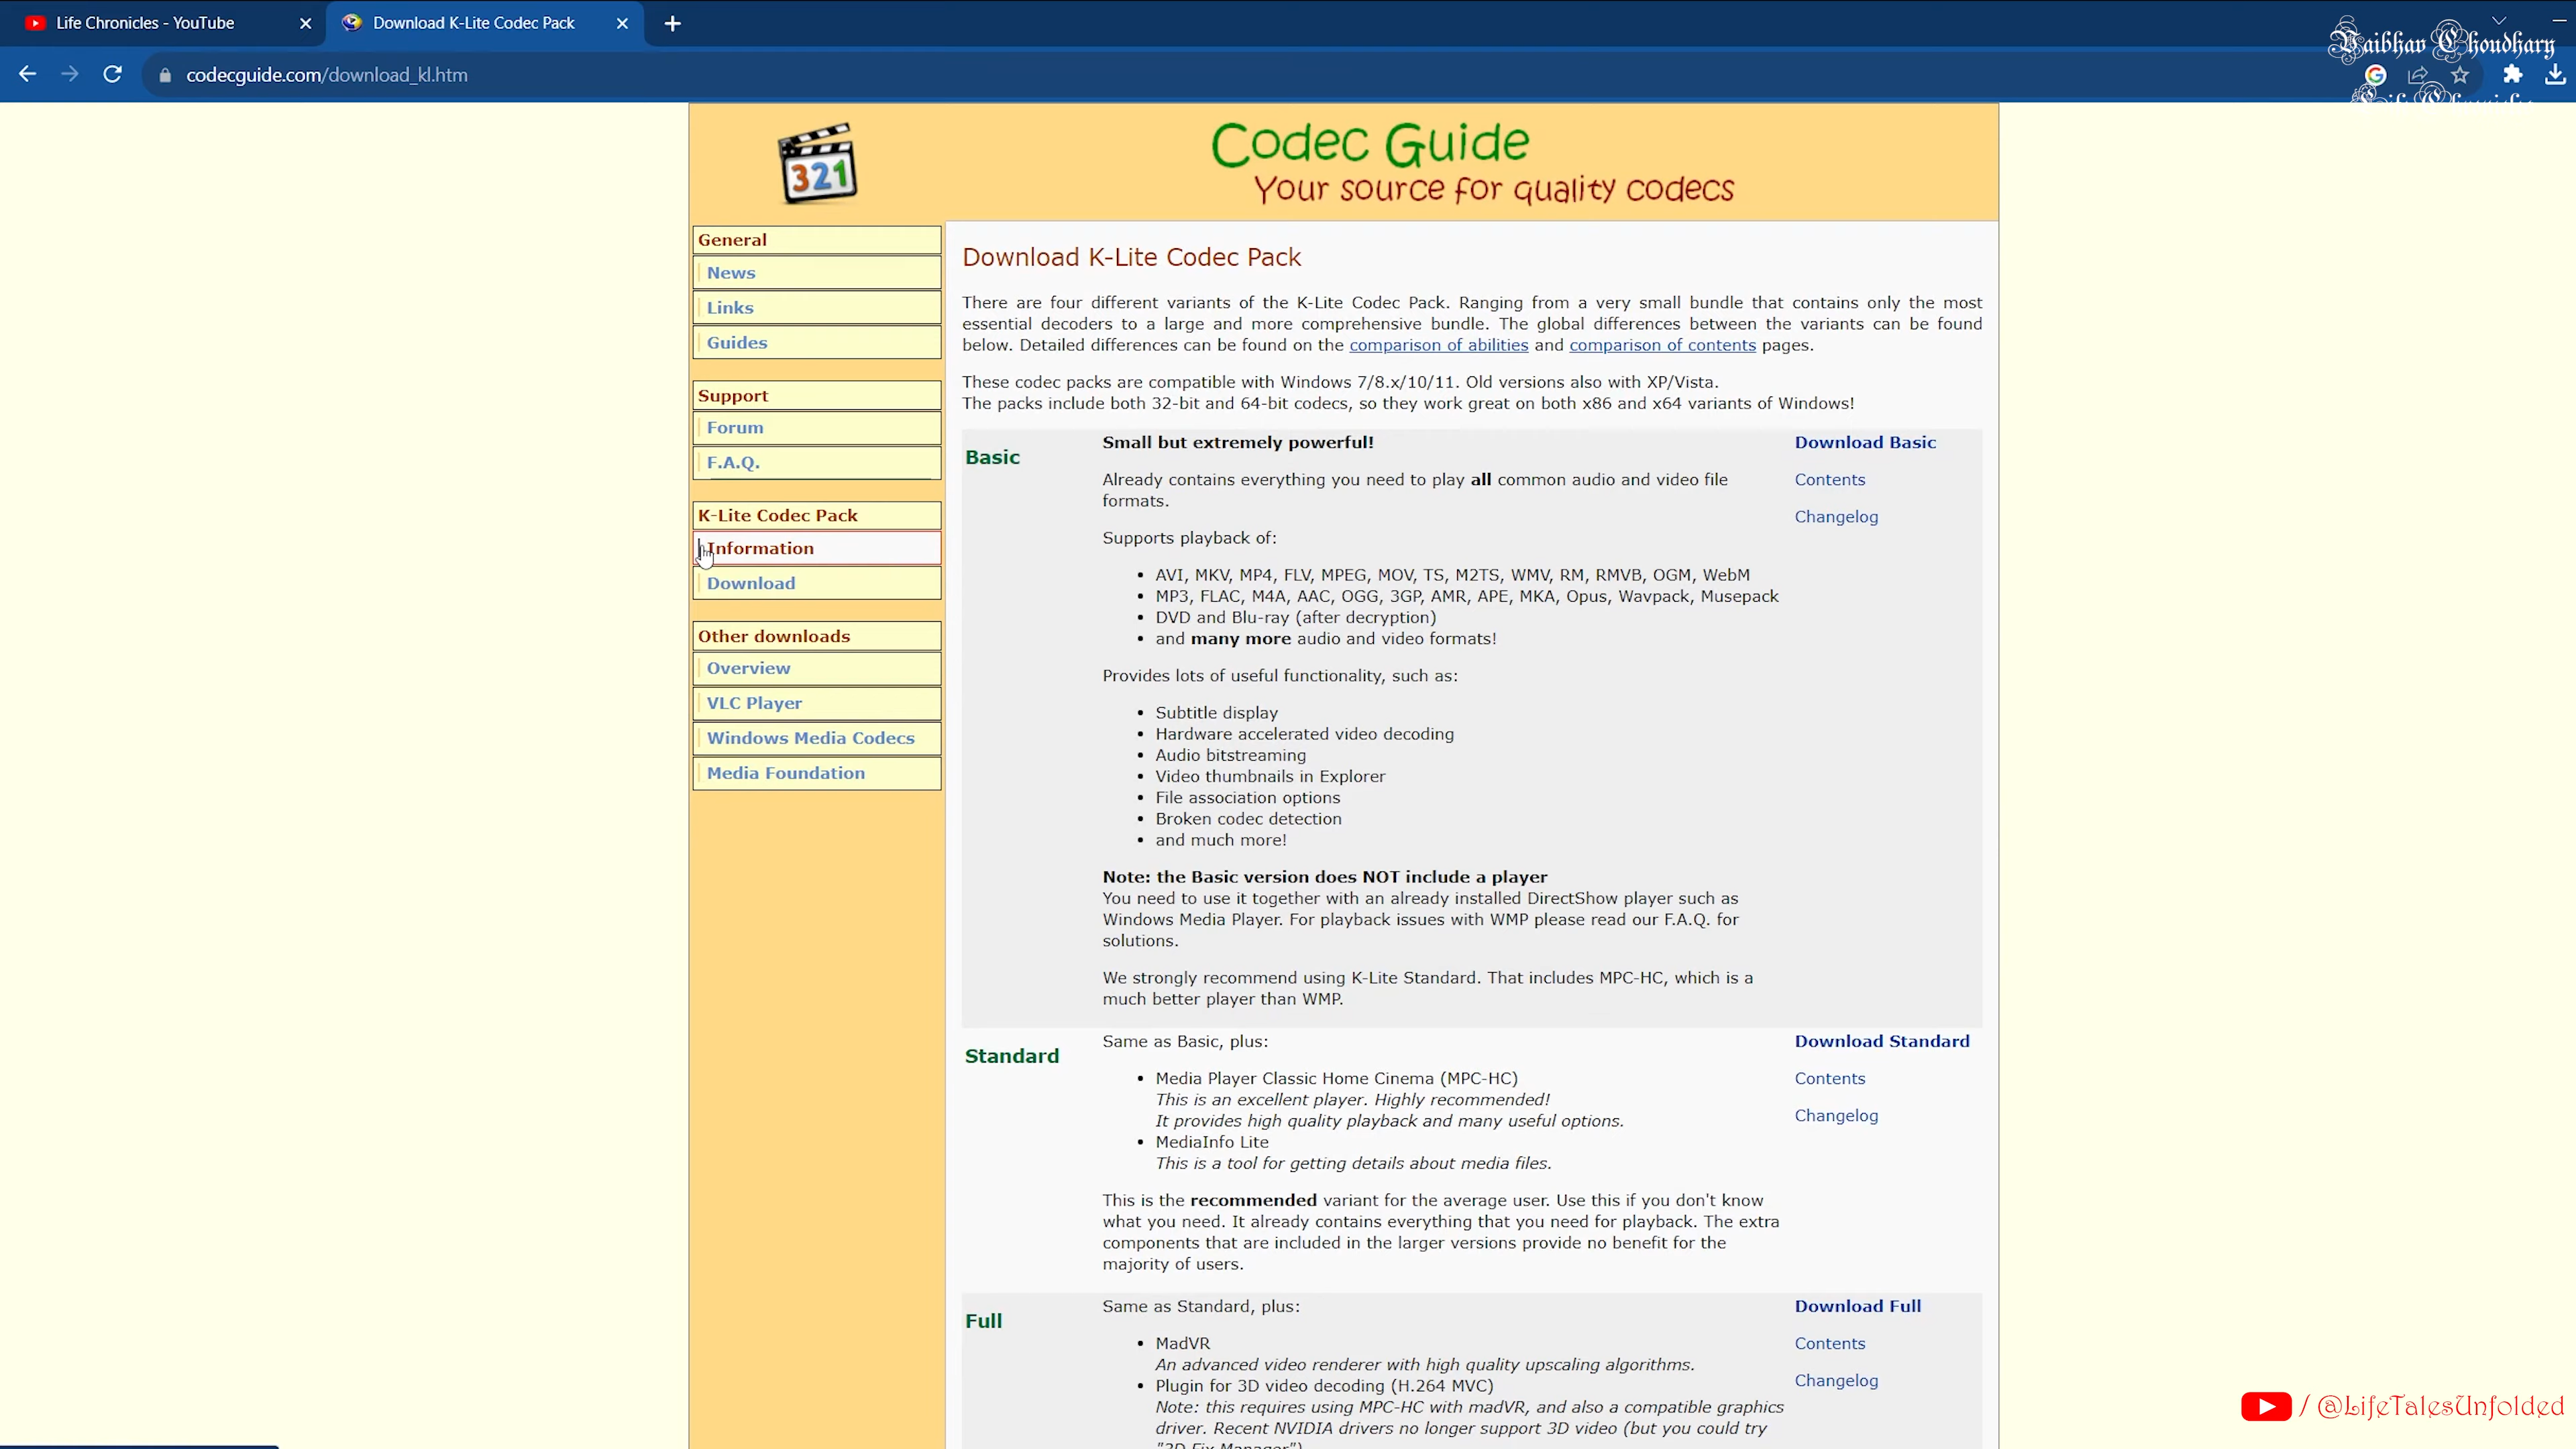 Life Chronicles - YouTube
Download K-Lite Codec Pack
Vaibhav Choudhary
codecguide.com/download_kl.htm
Life Chronicles
321
Codec Guide
Your source for quality codecs
General
News
Links
Guides
Support
Forum
F.A.Q.
K-Lite Codec Pack
Information
Download
Other downloads
Overview
VLC Player
Windows Media Codecs
Media Foundation
Download K-Lite Codec Pack
There are four different variants of the K-Lite Codec Pack. Ranging from a very small bundle that contains only the most
essential decoders to a large and more comprehensive bundle. The global differences between the variants can be found
below. Detailed differences can be found on the comparison of abilities and comparison of contents pages.
These codec packs are compatible with Windows 7/8.x/10/11. Old versions also with XP/Vista.
The packs include both 32-bit and 64-bit codecs, so they work great on both x86 and x64 variants of Windows!
Basic
Small but extremely powerful!
Already contains everything you need to play all common audio and video file
formats.
Supports playback of:
• AVI, MKV, MP4, FLV, MPEG, MOV, TS, M2TS, WMV, RM, RMVB, OGM, WebM
• MP3, FLAC, M4A, AAC, OGG, 3GP, AMR, APE, MKA, Opus, Wavpack, Musepack
• DVD and Blu-ray (after decryption)
• and many more audio and video formats!
Provides lots of useful functionality, such as:
• Subtitle display
• Hardware accelerated video decoding
• Audio bitstreaming
• Video thumbnails in Explorer
• File association options
• Broken codec detection
• and much more!
Note: the Basic version does NOT include a player
You need to use it together with an already installed DirectShow player such as
Windows Media Player. For playback issues with WMP please read our F.A.Q. for
solutions.
We strongly recommend using K-Lite Standard. That includes MPC-HC, which is a
much better player than WMP.
Download Basic
Contents
Changelog
Standard
Same as Basic, plus:
• Media Player Classic Home Cinema (MPC-HC)
This is an excellent player. Highly recommended!
It provides high quality playback and many useful options.
• MediaInfo Lite
This is a tool for getting details about media files.
This is the recommended variant for the average user. Use this if you don't know
what you need. It already contains everything that you need for playback. The extra
components that are included in the larger versions provide no benefit for the
majority of users.
Download Standard
Contents
Changelog
Full
Same as Standard, plus:
• MadVR
An advanced video renderer with high quality upscaling algorithms.
• Plugin for 3D video decoding (H.264 MVC)
Note: this requires using MPC-HC with madVR, and also a compatible graphics
driver. Recent NVIDIA drivers no longer support 3D video (but you could try
"3D Fix Manager")
Download Full
Contents
Changelog
/ @LifeTalesUnfolded